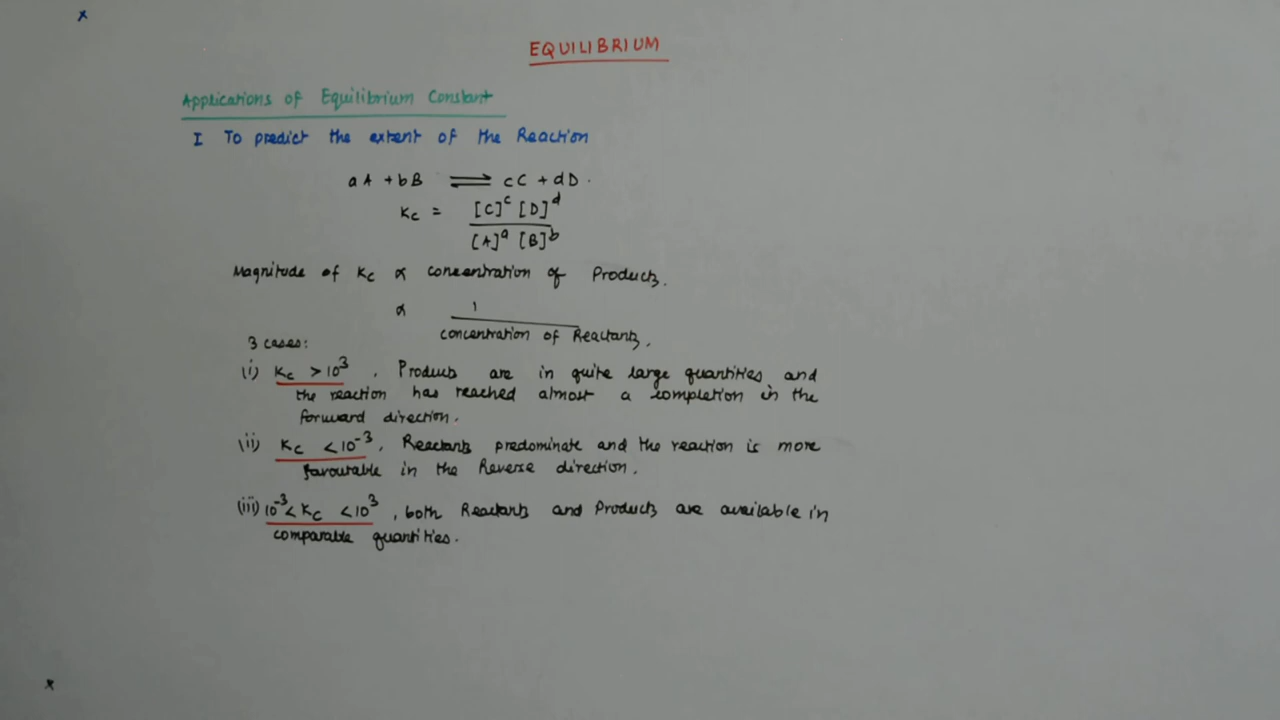 EQUILIBRIUM
Applications of Equilibrium Constant
I To predict the extent of the Reaction
aA + bB ⇌ cC + dD.
Kc = [C]^c [D]^d / [A]^a [B]^b
Magnitude of Kc ∝ concentration of Products.
∝ 1 / concentration of Reactants.
3 cases:
(i) Kc > 10^3, Products are in quite large quantities and
the reaction has reached almost a completion in the
forward direction.
(ii) Kc < 10^-3, Reactants predominate and the reaction is more
favourable in the Reverse direction.
(iii) 10^-3 < Kc < 10^3, both Reactants and Products are available in
comparable quantities.